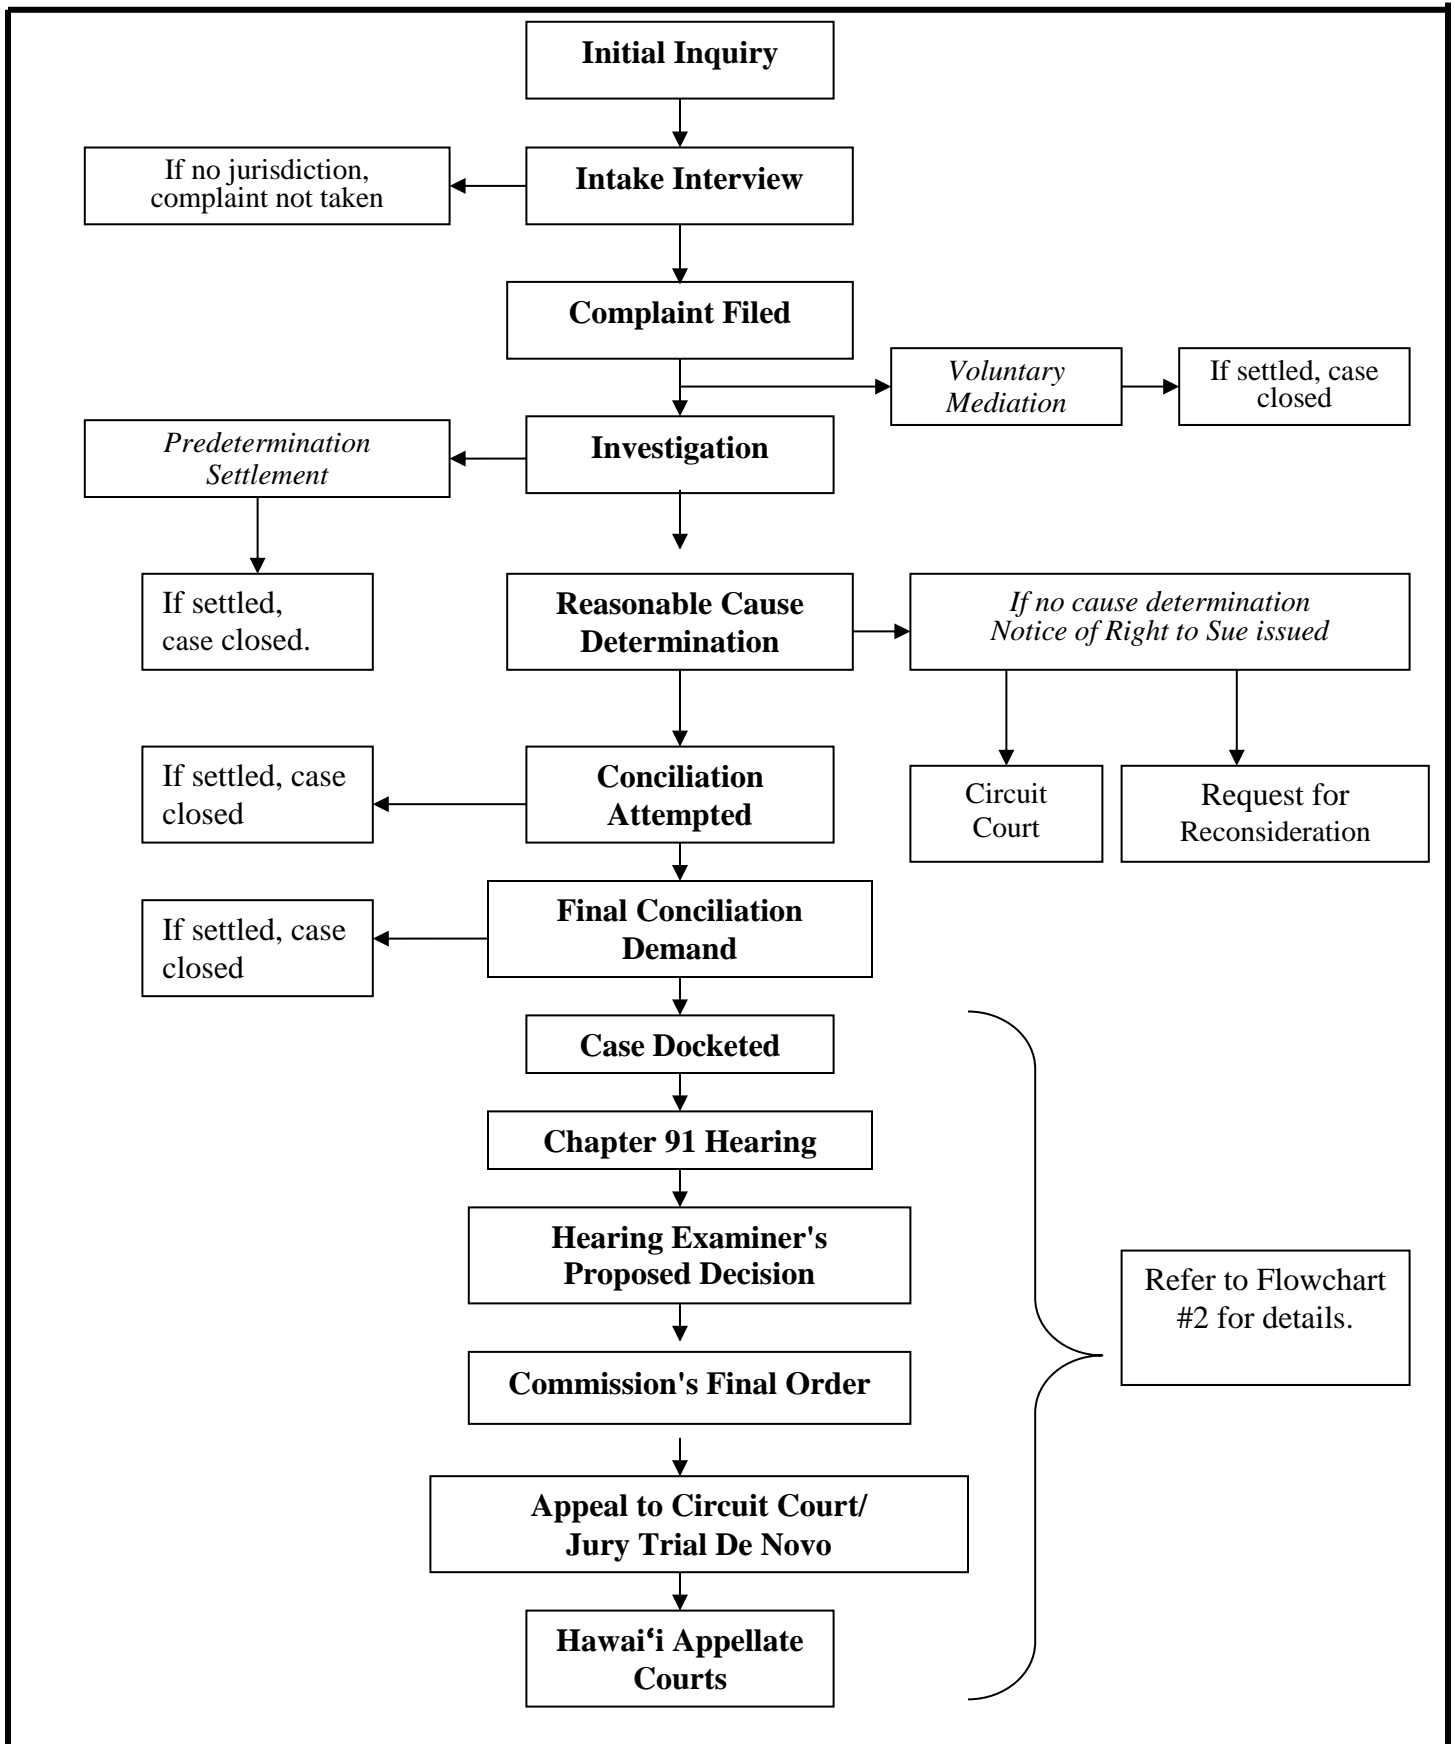 Initial Inquiry
If no jurisdiction,
complaint not taken
Intake Interview
Complaint Filed
Voluntary
Mediation
If settled, case
closed
Predetermination
Settlement
Investigation
If settled,
case closed.
Reasonable Cause
Determination
If no cause determination
Notice of Right to Sue issued
If settled, case
closed
Conciliation
Attempted
Circuit
Court
Request for
Reconsideration
If settled, case
closed
Final Conciliation
Demand
Case Docketed
Chapter 91 Hearing
Hearing Examiner's
Proposed Decision
Refer to Flowchart
#2 for details.
Commission's Final Order
Appeal to Circuit Court/
Jury Trial De Novo
Hawaiʻi Appellate
Courts